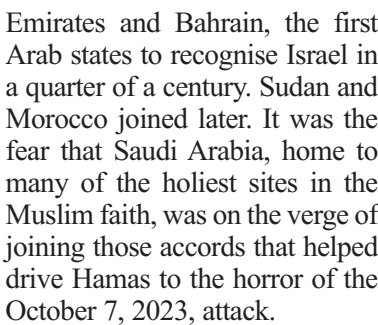 Emirates and Bahrain, the first
Arab states to recognise Israel in
a quarter of a century. Sudan and
Morocco joined later. It was the
fear that Saudi Arabia, home to
many of the holiest sites in the
Muslim faith, was on the verge of
joining those accords that helped
drive Hamas to the horror of the
October 7, 2023, attack.